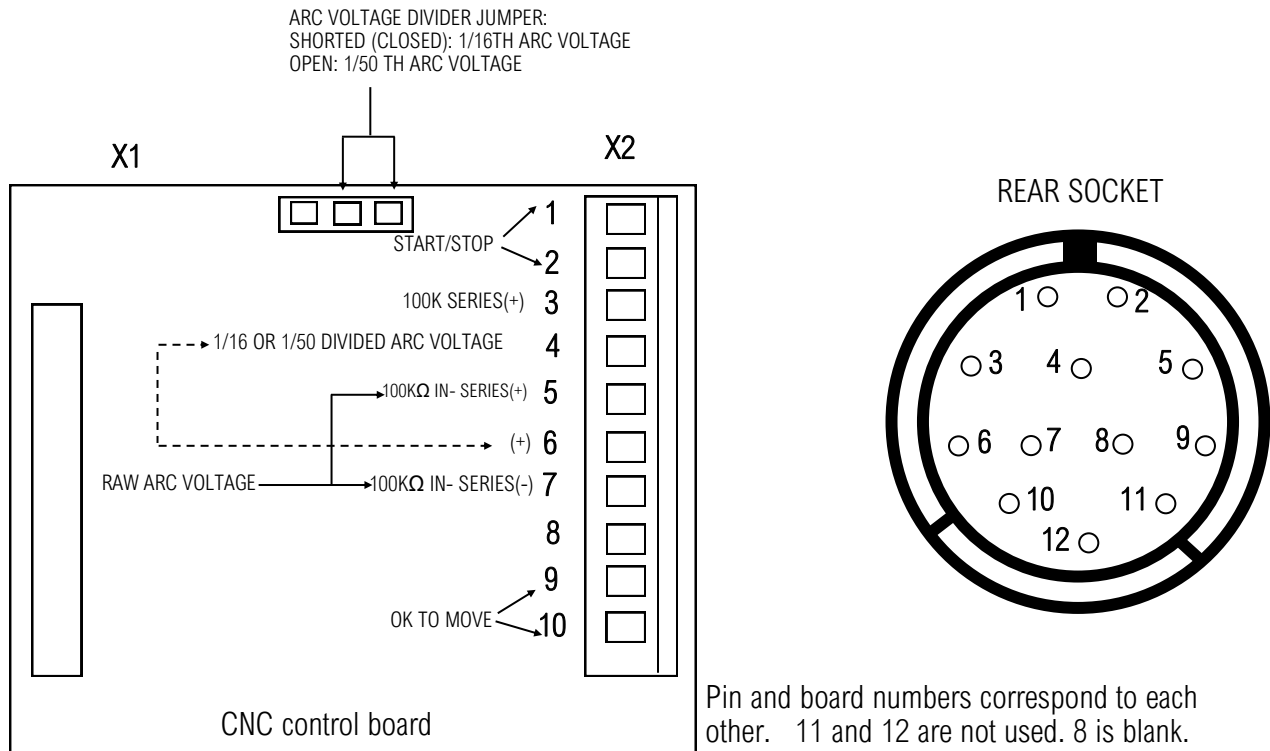 ARC VOLTAGE DIVIDER JUMPER:
SHORTED (CLOSED): 1/16TH ARC VOLTAGE
OPEN: 1/50 TH ARC VOLTAGE
X1
X2
START/STOP
1
2
100K SERIES(+) 3
1/16 OR 1/50 DIVIDED ARC VOLTAGE 4
100KΩ IN- SERIES(+) 5
(+) 6
RAW ARC VOLTAGE
100KΩ IN- SERIES(-) 7
8
9
OK TO MOVE
10
CNC control board
REAR SOCKET
1 2
3 4 5
6 7 8 9
10 11
12
Pin and board numbers correspond to each
other. 11 and 12 are not used. 8 is blank.